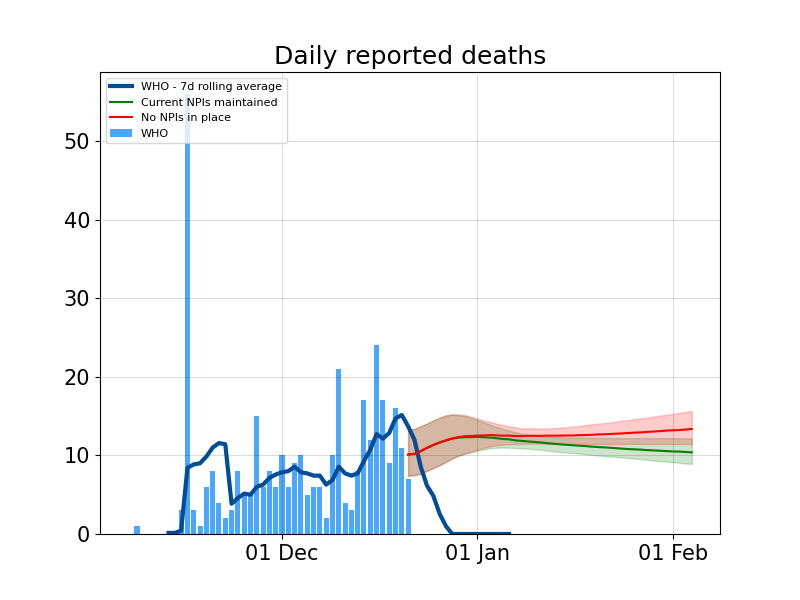 Daily reported deaths
WHO - 7d rolling average
Current NPIs maintained
No NPIs in place
WHO
50
40
30
20
10
0
01 Dec
01 Jan
01 Feb